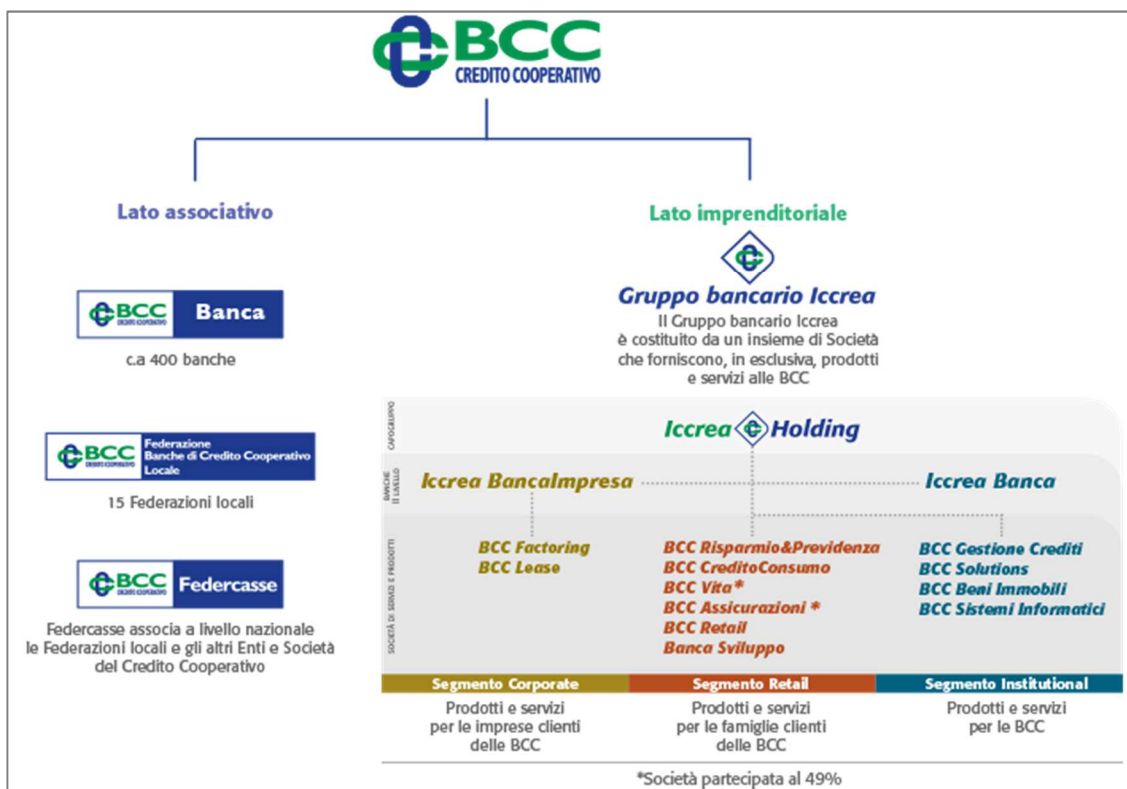 BCC
CREDITO COOPERATIVO
Lato associativo
BCC
CREDITO COOPERATIVO
Banca
c.a 400 banche
BCC
CREDITO COOPERATIVO
Federazione
Banche di Credito Cooperativo
Locale
15 Federazioni locali
BCC
CREDITO COOPERATIVO
Federcasse
Federcasse associa a livello nazionale
le Federazioni locali e gli altri Enti e Società
del Credito Cooperativo
Lato imprenditoriale
Gruppo bancario Iccrea
Il Gruppo bancario Iccrea
è costituito da un insieme di Società
che forniscono, in esclusiva, prodotti
e servizi alle BCC
CAPOGRUPPO
Iccrea Holding
BANCHE
II LIVELLO
Iccrea BancaImpresa
Iccrea Banca
SOCIETÀ DI SERVIZI E PRODOTTI
BCC Factoring
BCC Lease
BCC Risparmio&Previdenza
BCC CreditoConsumo
BCC Vita*
BCC Assicurazioni *
BCC Retail
Banca Sviluppo
BCC Gestione Crediti
BCC Solutions
BCC Beni Immobili
BCC Sistemi Informatici
Segmento Corporate
Prodotti e servizi
per le imprese clienti
delle BCC
Segmento Retail
Prodotti e servizi
per le famiglie clienti
delle BCC
Segmento Institutional
Prodotti e servizi
per le BCC
*Società partecipata al 49%